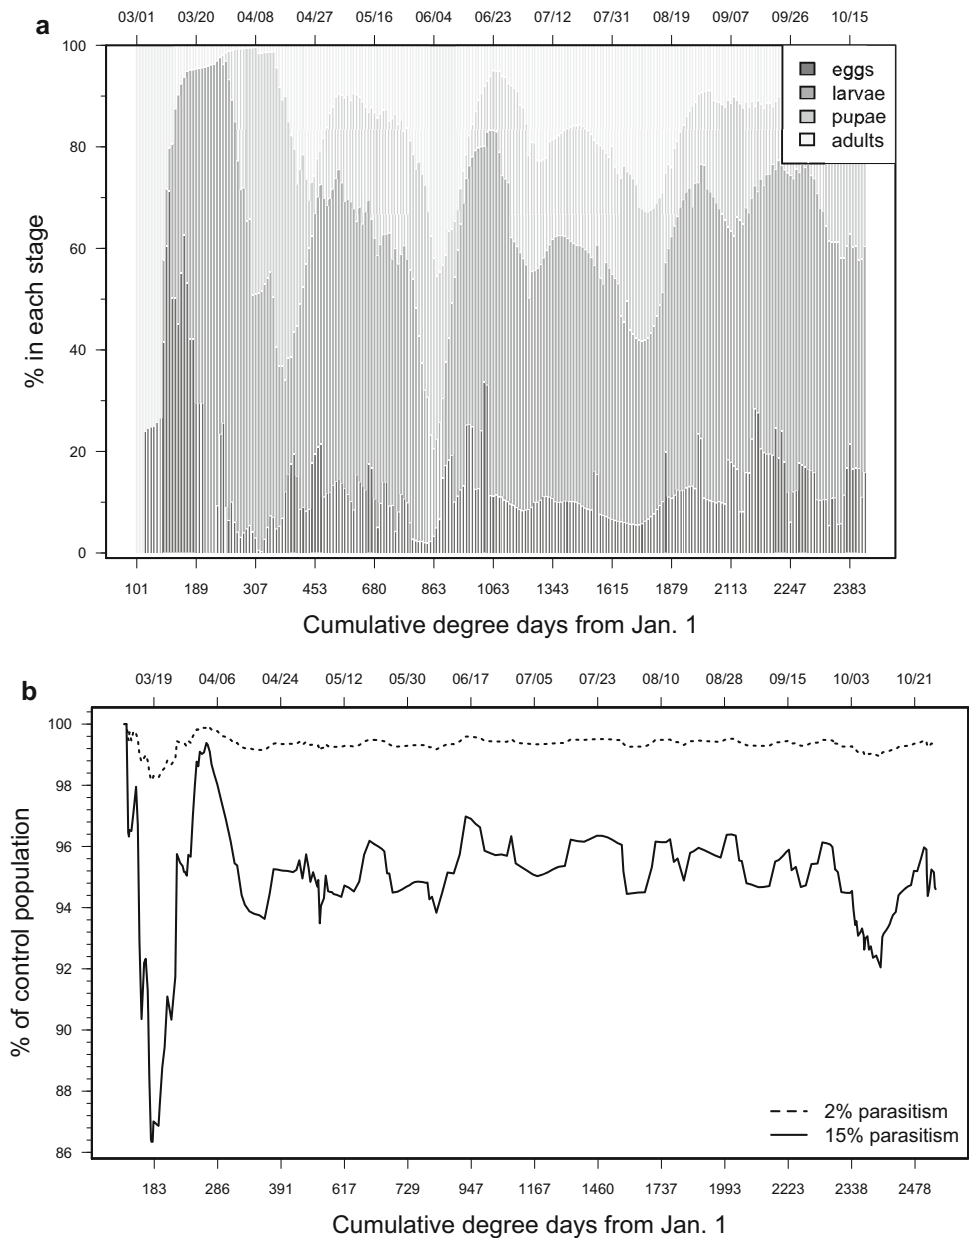 a
03/01 03/20 04/08 04/27 05/16 06/04 06/23 07/12 07/31 08/19 09/07 09/26 10/15
100
80
60
40
20
0
% in each stage
eggs
larvae
pupae
adults
101 189 307 453 680 863 1063 1343 1615 1879 2113 2247 2383
Cumulative degree days from Jan. 1
b
03/19 04/06 04/24 05/12 05/30 06/17 07/05 07/23 08/10 08/28 09/15 10/03 10/21
100
98
96
94
92
90
88
86
% of control population
2% parasitism
15% parasitism
183 286 391 617 729 947 1167 1460 1737 1993 2223 2338 2478
Cumulative degree days from Jan. 1